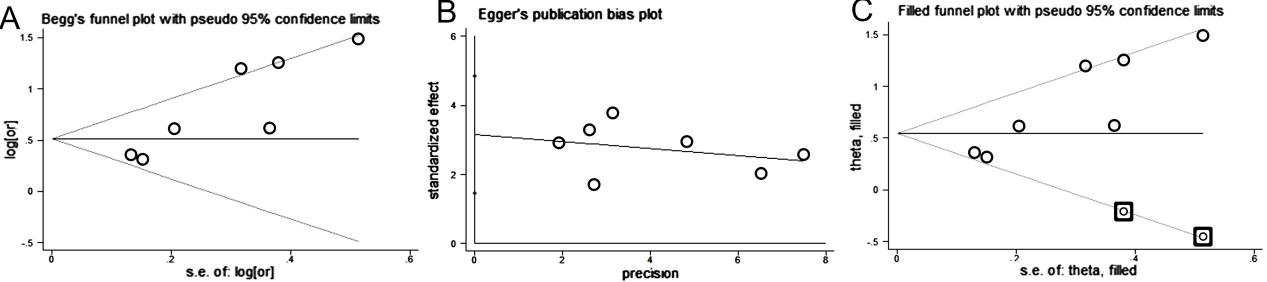 A
Begg's funnel plot with pseudo 95% confidence limits
log[or]
1.5
1
.5
0
-.5
0 .2 .4 .6
s.e. of: log[or]
B
Egger's publication bias plot
standardized effect
6
4
2
0
0 2 4 6 8
precision
C
Filled funnel plot with pseudo 95% confidence limits
theta, filled
1.5
1
.5
0
-.5
0 .2 .4 .6
s.e. of: theta, filled